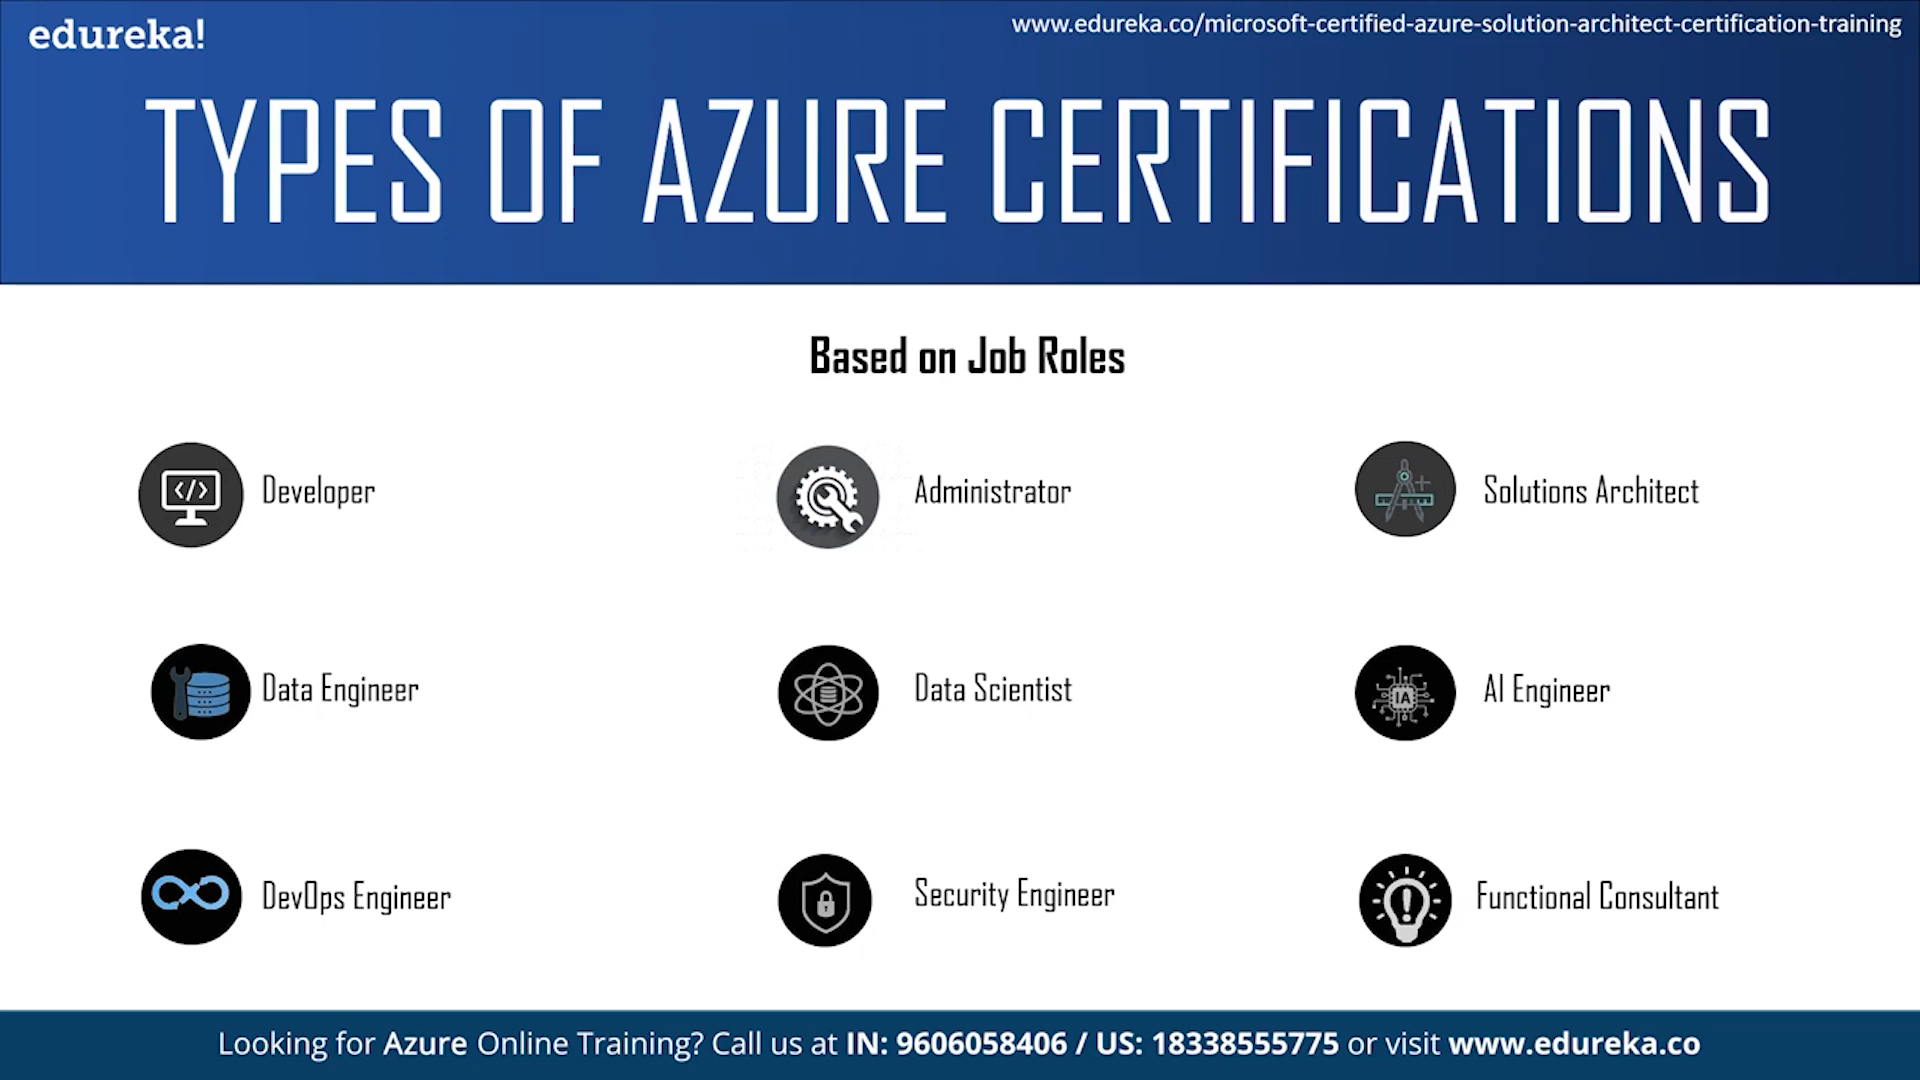 edureka!
www.edureka.co/microsoft-certified-azure-solution-architect-certification-training
TYPES OF AZURE CERTIFICATIONS
Based on Job Roles
</>
Developer
Administrator
Solutions Architect
Data Engineer
Data Scientist
IA
AI Engineer
DevOps Engineer
Security Engineer
Functional Consultant
Looking for Azure Online Training? Call us at IN: 9606058406 / US: 18338555775 or visit www.edureka.co